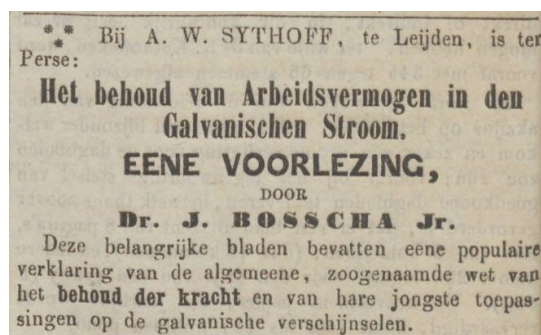 ⁂ Bij A. W. SYTHOFF, te Leijden, is ter
Perse:
Het behoud van Arbeidsvermogen in den
Galvanischen Stroom.
EENE VOORLEZING,
DOOR
Dr. J. BOSSCHA Jr.
Deze belangrijke bladen bevatten eene populaire
verklaring van de algemeene, zoogenaamde wet van
het behoud der kracht en van hare jongste toepas-
singen op de galvanische verschijnselen.